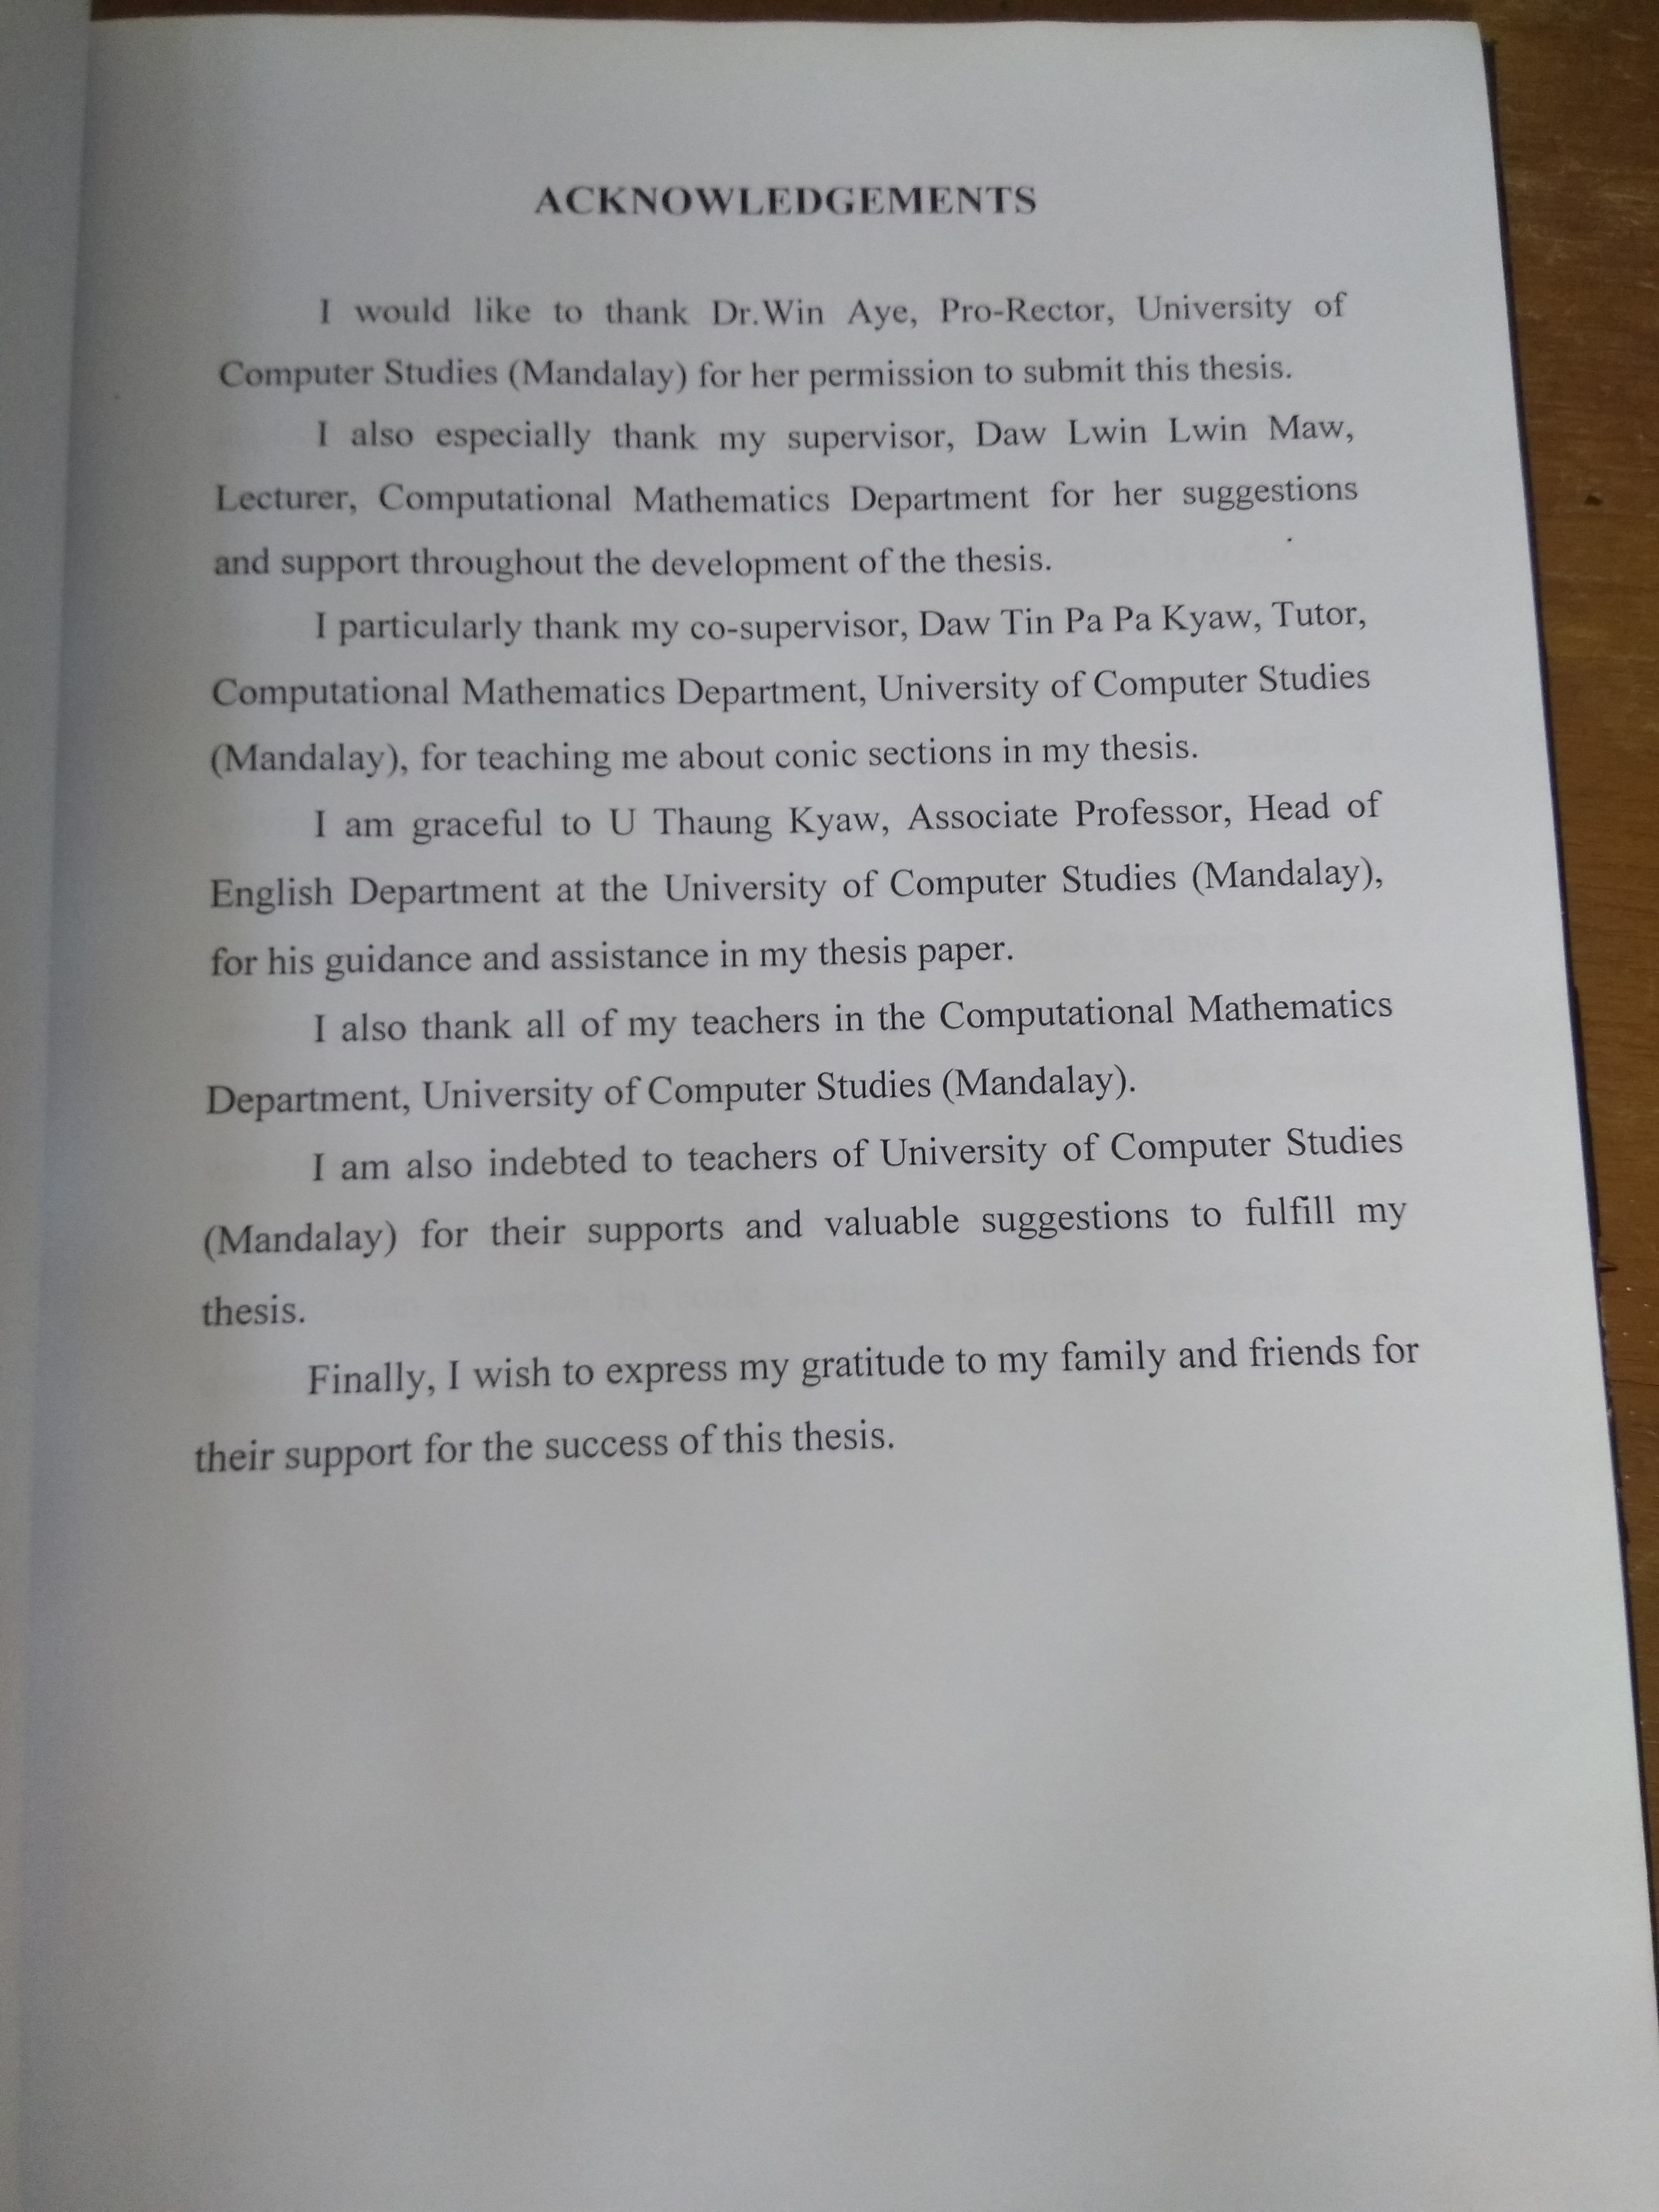 ACKNOWLEDGEMENTS
I would like to thank Dr.Win Aye, Pro-Rector, University of
Computer Studies (Mandalay) for her permission to submit this thesis.
I also especially thank my supervisor, Daw Lwin Lwin Maw,
Lecturer, Computational Mathematics Department for her suggestions
and support throughout the development of the thesis.
I particularly thank my co-supervisor, Daw Tin Pa Pa Kyaw, Tutor,
Computational Mathematics Department, University of Computer Studies
(Mandalay), for teaching me about conic sections in my thesis.
I am graceful to U Thaung Kyaw, Associate Professor, Head of
English Department at the University of Computer Studies (Mandalay),
for his guidance and assistance in my thesis paper.
I also thank all of my teachers in the Computational Mathematics
Department, University of Computer Studies (Mandalay).
I am also indebted to teachers of University of Computer Studies
(Mandalay) for their supports and valuable suggestions to fulfill my
thesis.
Finally, I wish to express my gratitude to my family and friends for
their support for the success of this thesis.